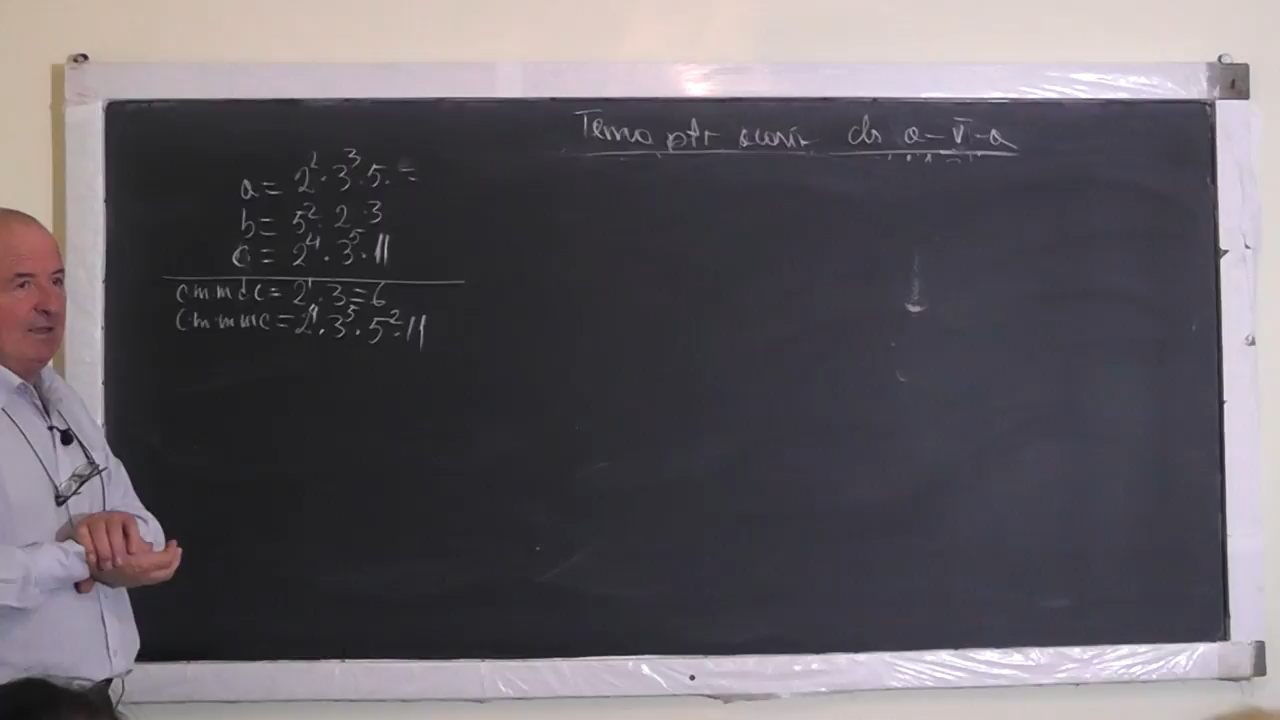 Tema ptr acasă cls a-V-a
a = 2² · 3³ · 5 · =
b = 5² · 2 · 3
c = 2⁴ · 3⁵ · 11
c.m.m.d.c = 2¹ · 3 = 6
c.m.m.m.c = 2⁴ · 3⁵ · 5² · 11